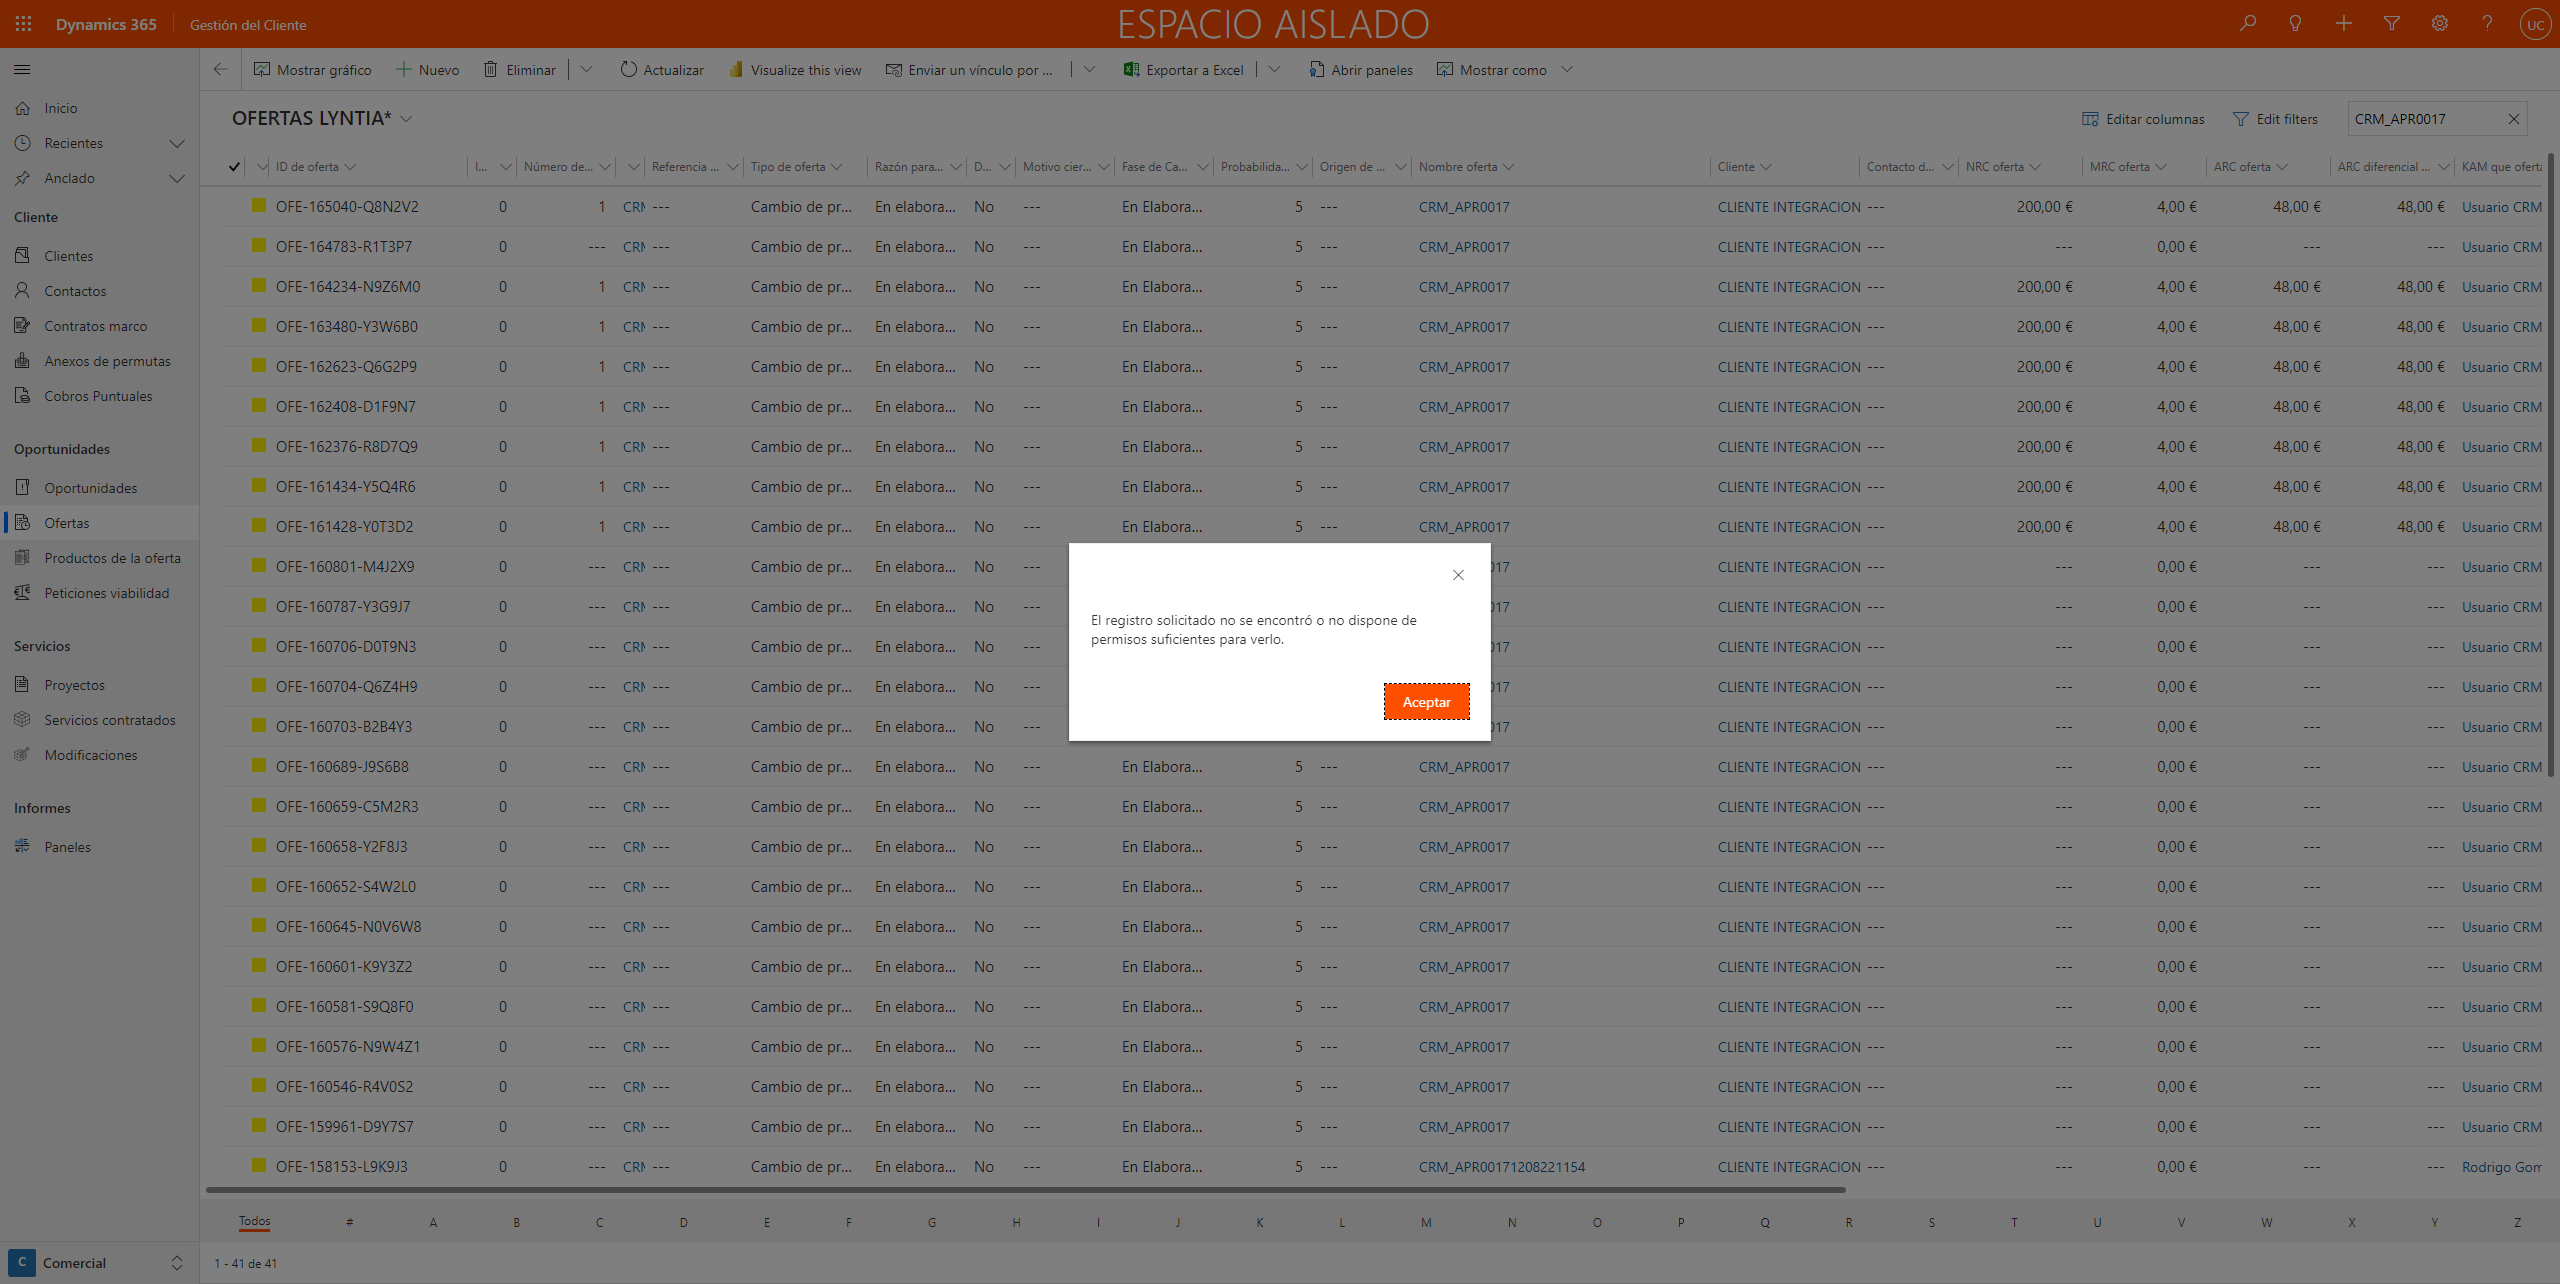 Dynamics 365
Gestión del Cliente
ESPACIO AISLADO
UC
Mostrar gráfico
Nuevo
Eliminar
Actualizar
Visualize this view
Enviar un vínculo por ...
Exportar a Excel
Abrir paneles
Mostrar como
Inicio
Recientes
Anclado
Cliente
Clientes
Contactos
Contratos marco
Anexos de permutas
Cobros Puntuales
Oportunidades
Oportunidades
Ofertas
Productos de la oferta
Peticiones viabilidad
Servicios
Proyectos
Servicios contratados
Modificaciones
Informes
Paneles
C Comercial
OFERTAS LYNTIA*
Editar columnas
Edit filters
CRM_APR0017
ID de oferta I... Número de... Referencia ... Tipo de oferta Razón para... D... Motivo cier... Fase de Ca... Probabilida... Origen de ... Nombre oferta Cliente Contacto d... NRC oferta MRC oferta ARC oferta ARC diferencial ... KAM que oferta
OFE-165040-Q8N2V2 0 1 CRM --- Cambio de pr... En elabora... No --- En Elabora... 5 --- CRM_APR0017 CLIENTE INTEGRACION --- 200,00 € 4,00 € 48,00 € 48,00 € Usuario CRM
OFE-164783-R1T3P7 0 --- CRM --- Cambio de pr... En elabora... No --- En Elabora... 5 --- CRM_APR0017 CLIENTE INTEGRACION --- --- 0,00 € --- --- Usuario CRM
OFE-164234-N9Z6M0 0 1 CRM --- Cambio de pr... En elabora... No --- En Elabora... 5 --- CRM_APR0017 CLIENTE INTEGRACION --- 200,00 € 4,00 € 48,00 € 48,00 € Usuario CRM
OFE-163480-Y3W6B0 0 1 CRM --- Cambio de pr... En elabora... No --- En Elabora... 5 --- CRM_APR0017 CLIENTE INTEGRACION --- 200,00 € 4,00 € 48,00 € 48,00 € Usuario CRM
OFE-162623-Q6G2P9 0 1 CRM --- Cambio de pr... En elabora... No --- En Elabora... 5 --- CRM_APR0017 CLIENTE INTEGRACION --- 200,00 € 4,00 € 48,00 € 48,00 € Usuario CRM
OFE-162408-D1F9N7 0 1 CRM --- Cambio de pr... En elabora... No --- En Elabora... 5 --- CRM_APR0017 CLIENTE INTEGRACION --- 200,00 € 4,00 € 48,00 € 48,00 € Usuario CRM
OFE-162376-R8D7Q9 0 1 CRM --- Cambio de pr... En elabora... No --- En Elabora... 5 --- CRM_APR0017 CLIENTE INTEGRACION --- 200,00 € 4,00 € 48,00 € 48,00 € Usuario CRM
OFE-161434-Y5Q4R6 0 1 CRM --- Cambio de pr... En elabora... No --- En Elabora... 5 --- CRM_APR0017 CLIENTE INTEGRACION --- 200,00 € 4,00 € 48,00 € 48,00 € Usuario CRM
OFE-161428-Y0T3D2 0 1 CRM --- Cambio de pr... En elabora... No --- En Elabora... 5 --- CRM_APR0017 CLIENTE INTEGRACION --- 200,00 € 4,00 € 48,00 € 48,00 € Usuario CRM
OFE-160801-M4J2X9 0 --- CRM --- Cambio de pr... En elabora... No --- 017 CLIENTE INTEGRACION --- --- 0,00 € --- --- Usuario CRM
OFE-160787-Y3G9J7 0 --- CRM --- Cambio de pr... En elabora... No --- 017 CLIENTE INTEGRACION --- --- 0,00 € --- --- Usuario CRM
OFE-160706-D0T9N3 0 --- CRM --- Cambio de pr... En elabora... No --- 017 CLIENTE INTEGRACION --- --- 0,00 € --- --- Usuario CRM
OFE-160704-Q6Z4H9 0 --- CRM --- Cambio de pr... En elabora... No --- 017 CLIENTE INTEGRACION --- --- 0,00 € --- --- Usuario CRM
OFE-160703-B2B4Y3 0 --- CRM --- Cambio de pr... En elabora... No --- 017 CLIENTE INTEGRACION --- --- 0,00 € --- --- Usuario CRM
OFE-160689-J9S6B8 0 --- CRM --- Cambio de pr... En elabora... No --- En Elabora... 5 --- CRM_APR0017 CLIENTE INTEGRACION --- --- 0,00 € --- --- Usuario CRM
OFE-160659-C5M2R3 0 --- CRM --- Cambio de pr... En elabora... No --- En Elabora... 5 --- CRM_APR0017 CLIENTE INTEGRACION --- --- 0,00 € --- --- Usuario CRM
OFE-160658-Y2F8J3 0 --- CRM --- Cambio de pr... En elabora... No --- En Elabora... 5 --- CRM_APR0017 CLIENTE INTEGRACION --- --- 0,00 € --- --- Usuario CRM
OFE-160652-S4W2L0 0 --- CRM --- Cambio de pr... En elabora... No --- En Elabora... 5 --- CRM_APR0017 CLIENTE INTEGRACION --- --- 0,00 € --- --- Usuario CRM
OFE-160645-N0V6W8 0 --- CRM --- Cambio de pr... En elabora... No --- En Elabora... 5 --- CRM_APR0017 CLIENTE INTEGRACION --- --- 0,00 € --- --- Usuario CRM
OFE-160601-K9Y3Z2 0 --- CRM --- Cambio de pr... En elabora... No --- En Elabora... 5 --- CRM_APR0017 CLIENTE INTEGRACION --- --- 0,00 € --- --- Usuario CRM
OFE-160581-S9Q8F0 0 --- CRM --- Cambio de pr... En elabora... No --- En Elabora... 5 --- CRM_APR0017 CLIENTE INTEGRACION --- --- 0,00 € --- --- Usuario CRM
OFE-160576-N9W4Z1 0 --- CRM --- Cambio de pr... En elabora... No --- En Elabora... 5 --- CRM_APR0017 CLIENTE INTEGRACION --- --- 0,00 € --- --- Usuario CRM
OFE-160546-R4V0S2 0 --- CRM --- Cambio de pr... En elabora... No --- En Elabora... 5 --- CRM_APR0017 CLIENTE INTEGRACION --- --- 0,00 € --- --- Usuario CRM
OFE-159961-D9Y7S7 0 --- CRM --- Cambio de pr... En elabora... No --- En Elabora... 5 --- CRM_APR0017 CLIENTE INTEGRACION --- --- 0,00 € --- --- Usuario CRM
OFE-158153-L9K9J3 0 --- CRM --- Cambio de pr... En elabora... No --- En Elabora... 5 --- CRM_APR00171208221154 CLIENTE INTEGRACION --- --- 0,00 € --- --- Rodrigo Gom
El registro solicitado no se encontró o no dispone de
permisos suficientes para verlo.
Aceptar
Todos # A B C D E F G H I J K L M N O P Q R S T U V W X Y Z
1 - 41 de 41